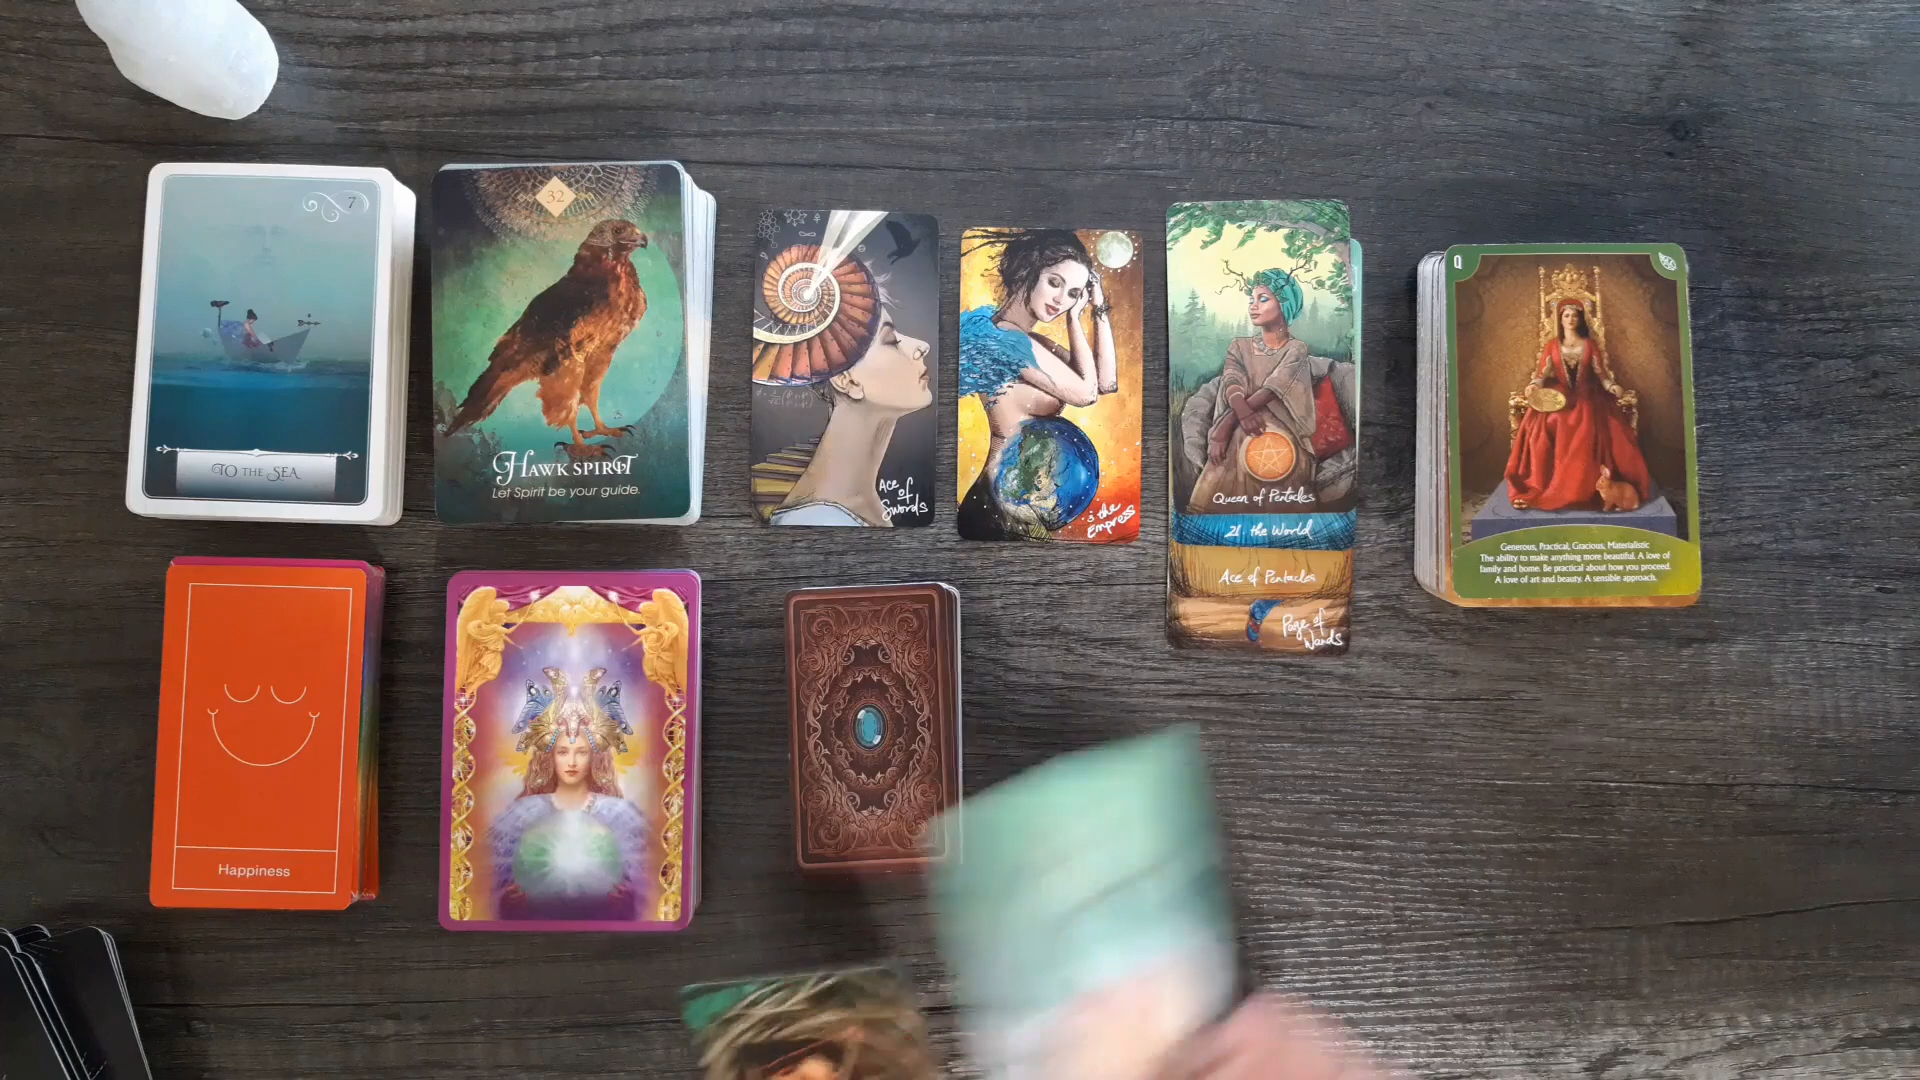 7
TO THE SEA
32
HAWK SPIRIT
Let Spirit be your guide.
Ace
of
Swords
3 the
Empress
Queen of Pentacles
21 the World
Ace of Pentacles
Page of
Wands
Q
Generous, Practical, Gracious, Materialistic
The ability to make anything more beautiful. A love of
family and home. Be practical about how you proceed.
A love of art and beauty. A sensible approach.
Happiness